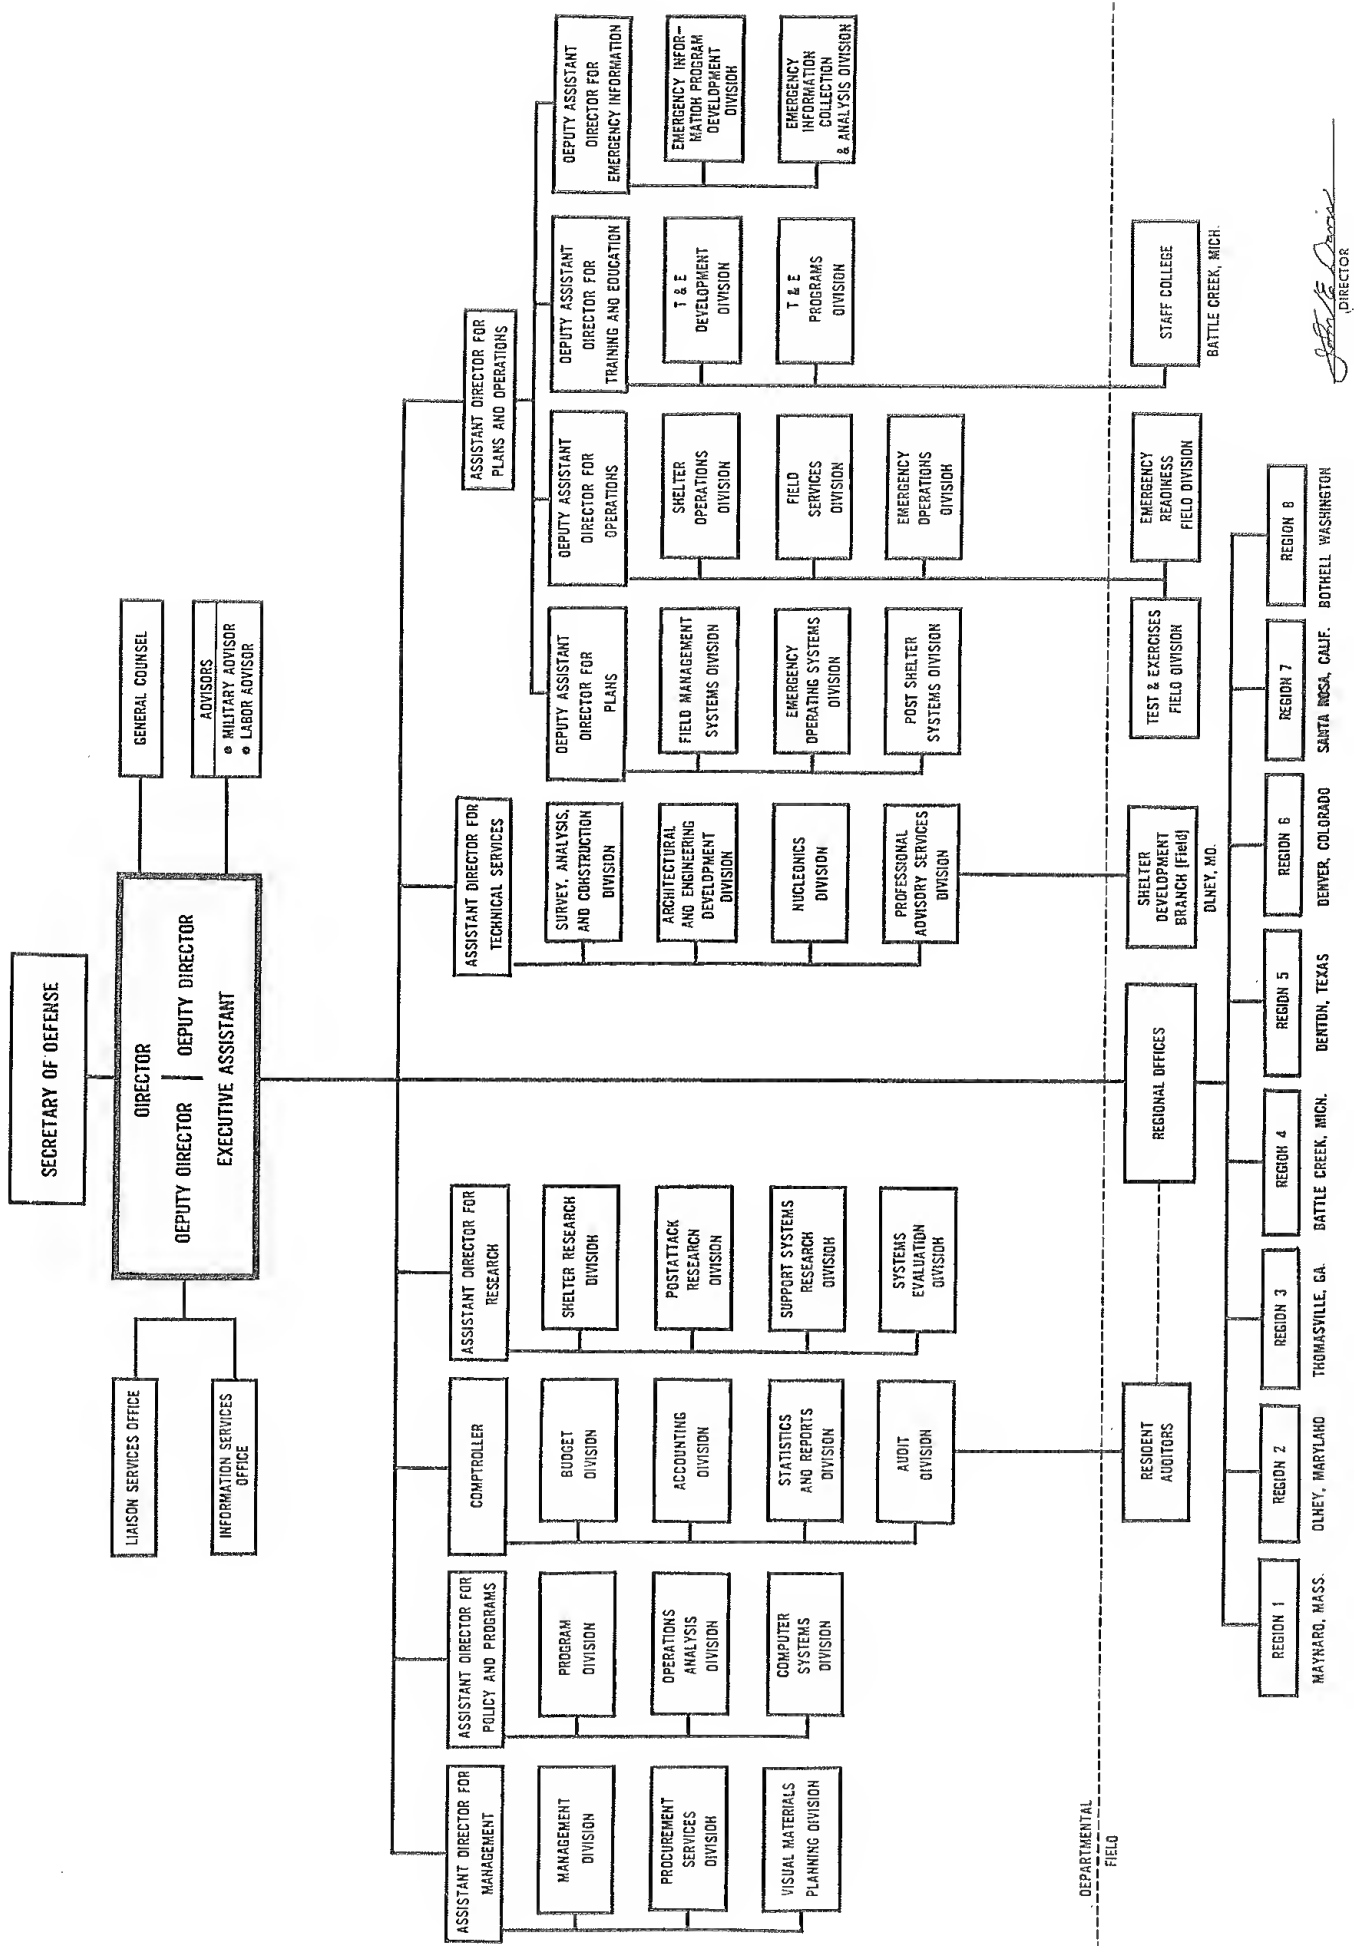 SECRETARY OF DEFENSE
DIRECTOR
DEPUTY DIRECTOR
DEPUTY DIRECTOR
EXECUTIVE ASSISTANT
LIAISON SERVICES OFFICE
INFORMATION SERVICES
OFFICE
GENERAL COUNSEL
ADVISORS
• MILITARY ADVISOR
• LABOR ADVISOR
ASSISTANT DIRECTOR FOR
MANAGEMENT
MANAGEMENT
DIVISION
PROCUREMENT
SERVICES
DIVISION
VISUAL MATERIALS
PLANNING DIVISION
ASSISTANT DIRECTOR FOR
POLICY AND PROGRAMS
PROGRAM
DIVISION
OPERATIONS
ANALYSIS
DIVISION
COMPUTER
SYSTEMS
DIVISION
COMPTROLLER
BUDGET
DIVISION
ACCOUNTING
DIVISION
STATISTICS
AND REPORTS
DIVISION
AUDIT
DIVISION
ASSISTANT DIRECTOR FOR
RESEARCH
SHELTER RESEARCH
DIVISION
POSTATTACK
RESEARCH
DIVISION
SUPPORT SYSTEMS
RESEARCH
DIVISION
SYSTEMS
EVALUATION
DIVISION
ASSISTANT DIRECTOR FOR
TECHNICAL SERVICES
SURVEY, ANALYSIS,
AND CONSTRUCTION
DIVISION
ARCHITECTURAL
AND ENGINEERING
DEVELOPMENT
DIVISION
NUCLEONICS
DIVISION
PROFESSIONAL
ADVISORY SERVICES
DIVISION
ASSISTANT DIRECTOR FOR
PLANS AND OPERATIONS
DEPUTY ASSISTANT
DIRECTOR FOR
PLANS
FIELD MANAGEMENT
SYSTEMS DIVISION
EMERGENCY
OPERATING SYSTEMS
DIVISION
POST SHELTER
SYSTEMS DIVISION
DEPUTY ASSISTANT
DIRECTOR FOR
OPERATIONS
SHELTER
OPERATIONS
DIVISION
FIELD
SERVICES
DIVISION
EMERGENCY
OPERATIONS
DIVISION
DEPUTY ASSISTANT
DIRECTOR FOR
TRAINING AND EDUCATION
T & E
DEVELOPMENT
DIVISION
T & E
PROGRAMS
DIVISION
DEPUTY ASSISTANT
DIRECTOR FOR
EMERGENCY INFORMATION
EMERGENCY INFOR-
MATION PROGRAM
DEVELOPMENT
DIVISION
EMERGENCY
INFORMATION
COLLECTION
& ANALYSIS DIVISION
DEPARTMENTAL
FIELD
RESIDENT
AUDITORS
REGIONAL OFFICES
SHELTER
DEVELOPMENT
BRANCH (Field)
OLNEY, MD.
TEST & EXERCISES
FIELD DIVISION
EMERGENCY
READINESS
FIELD DIVISION
STAFF COLLEGE
BATTLE CREEK, MICH.
REGION 1
MAYNARD, MASS.
REGION 2
OLNEY, MARYLAND
REGION 3
THOMASVILLE, GA.
REGION 4
BATTLE CREEK, MICH.
REGION 5
DENTON, TEXAS
REGION 6
DENVER, COLORADO
REGION 7
SANTA ROSA, CALIF.
REGION 8
BOTHELL WASHINGTON
John E. Davis
DIRECTOR